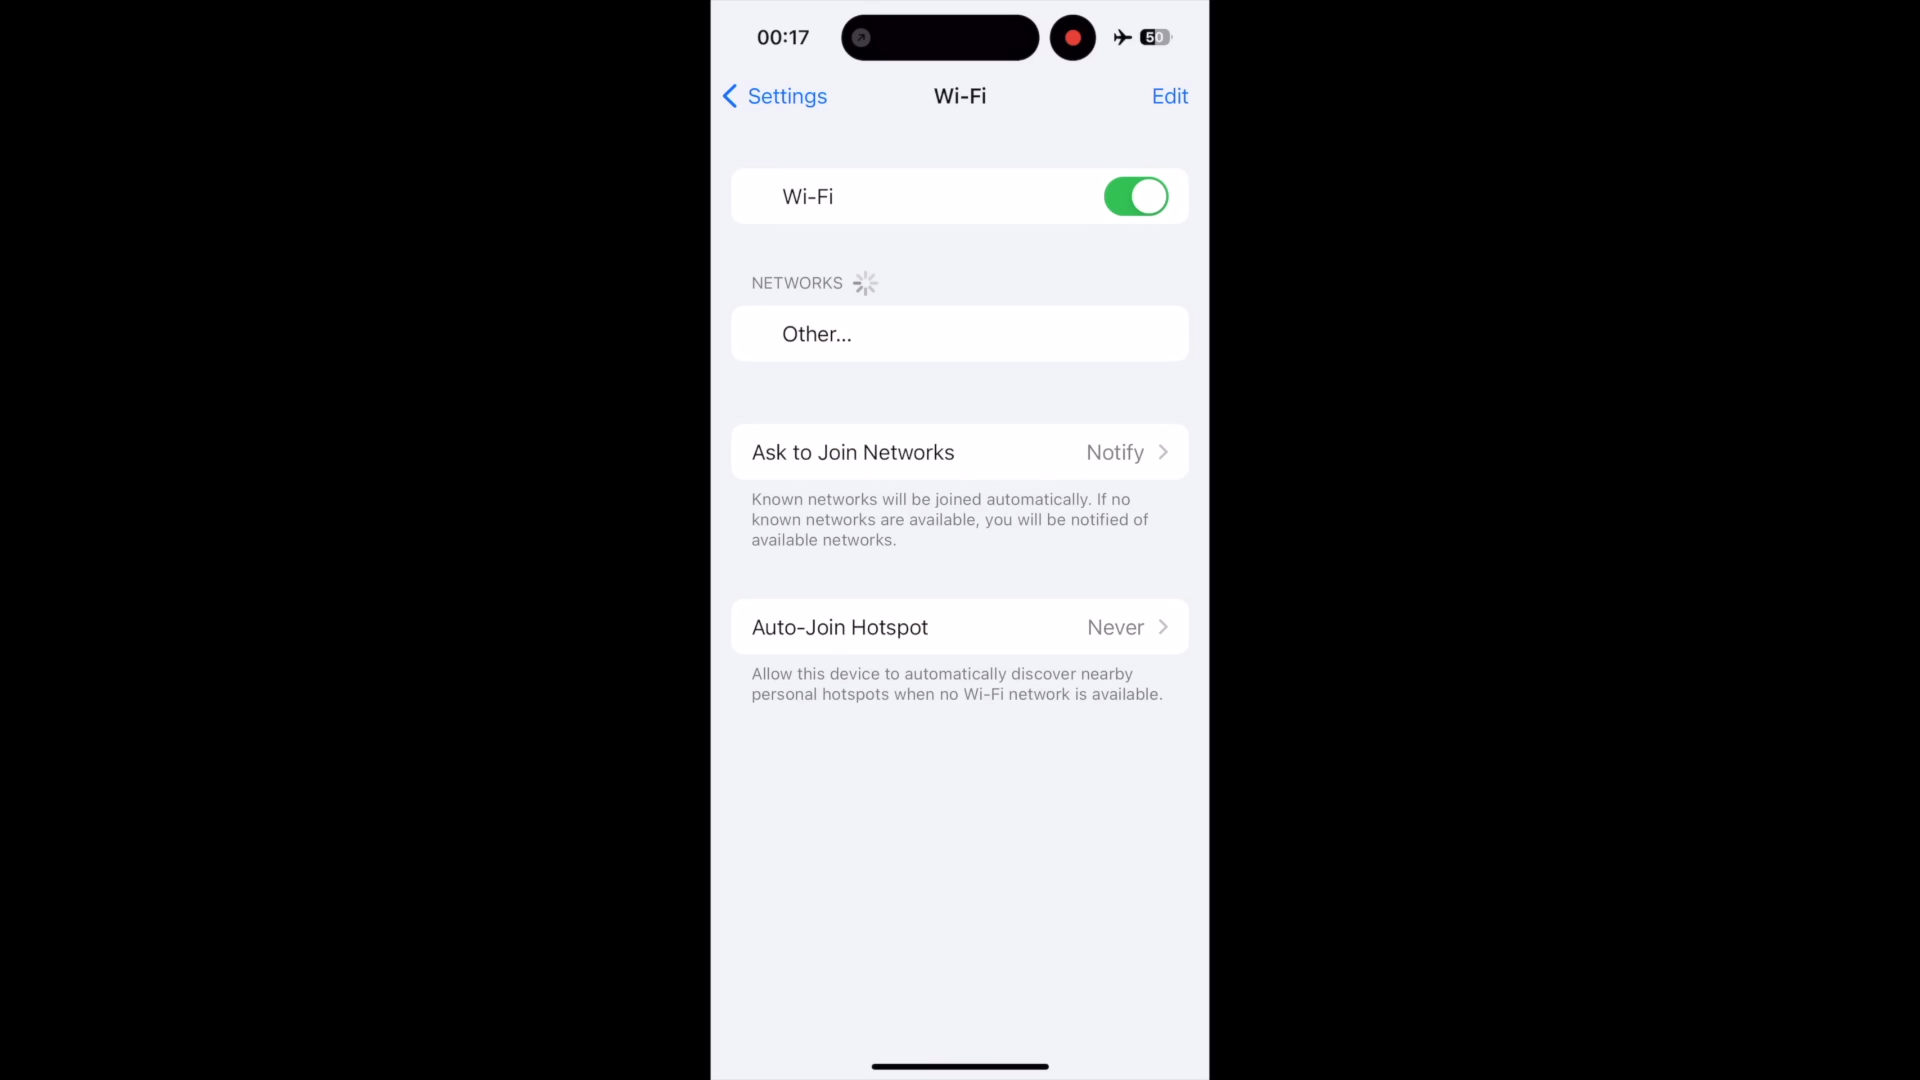 00:17
50
Settings
Wi-Fi
Edit
Wi-Fi
NETWORKS
Other...
Ask to Join Networks
Notify
Known networks will be joined automatically. If no
known networks are available, you will be notified of
available networks.
Auto-Join Hotspot
Never
Allow this device to automatically discover nearby
personal hotspots when no Wi-Fi network is available.